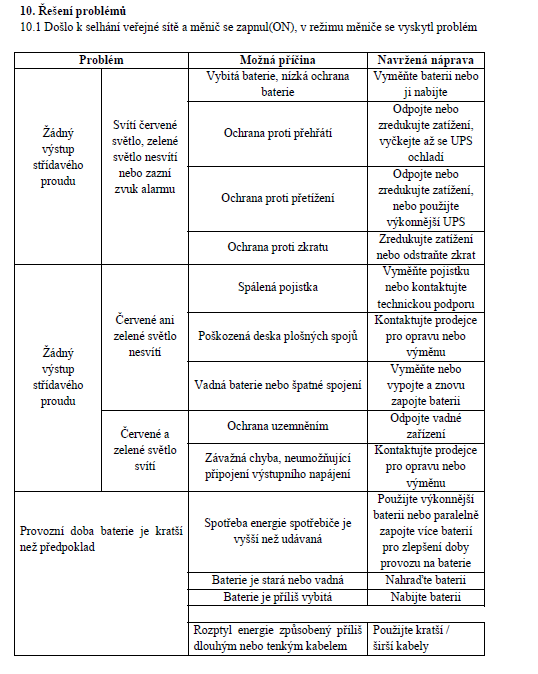 10. Řešení problémů
10.1 Došlo k selhání veřejné sítě a měnič se zapnul(ON), v režimu měniče se vyskytl problém
Problém
Možná příčína
Navržená náprava
Žádný
výstup
střídavého
proudu
Svítí červené
světlo, zelené
světlo nesvítí
nebo zazní
zvuk alarmu
Vybitá baterie, nízká ochrana
baterie
Vyměňte baterii nebo
ji nabijte
Ochrana proti přehřátí
Odpojte nebo
zredukujte zatížení,
vyčkejte až se UPS
ochladí
Ochrana proti přetížení
Odpojte nebo
zredukujte zatížení,
nebo použijte
výkonnější UPS
Ochrana proti zkratu
Zredukujte zatížení
nebo odstraňte zkrat
Žádný
výstup
střídavého
proudu
Červené ani
zelené světlo
nesvítí
Spálená pojistka
Vyměňte pojistku
nebo kontaktujte
technickou podporu
Poškozená deska plošných spojů
Kontaktujte prodejce
pro opravu nebo
výměnu
Vadná baterie nebo špatné spojení
Vyměňte nebo
vypojte a znovu
zapojte baterii
Červené a
zelené světlo
svítí
Ochrana uzemněním
Odpojte vadné
zařízení
Závažná chyba, neumožňující
připojení výstupního napájení
Kontaktujte prodejce
pro opravu nebo
výměnu
Provozní doba baterie je kratší
než předpoklad
Spotřeba energie spotřebiče je
vyšší než udávaná
Použijte výkonnější
baterii nebo paralelně
zapojte více baterií
pro zlepšení doby
provozu na baterie
Baterie je stará nebo vadná
Nahraďte baterii
Baterie je příliš vybitá
Nabijte baterii
Rozptyl energie způsobený příliš
dlouhým nebo tenkým kabelem
Použijte kratší /
širší kabely